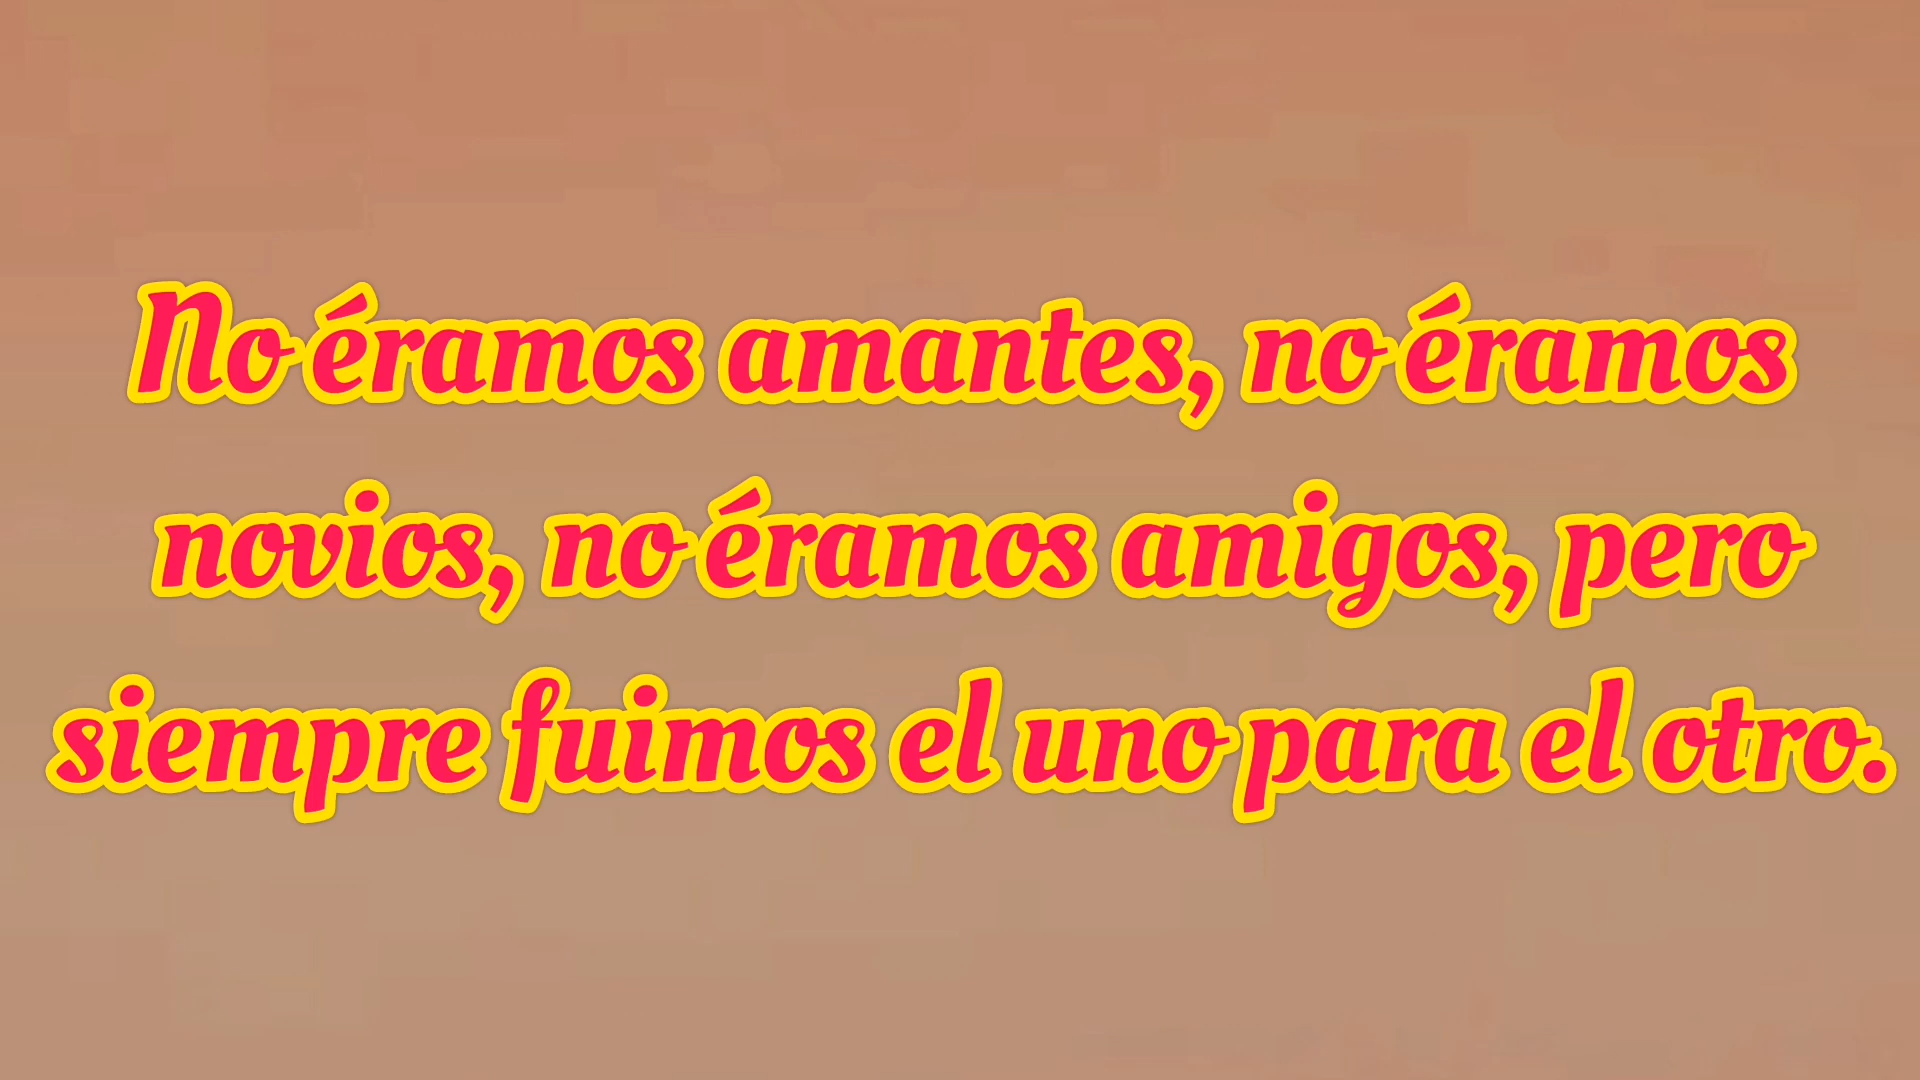 No éramos amantes, no éramos
novios, no éramos amigos, pero
siempre fuimos el uno para el otro.